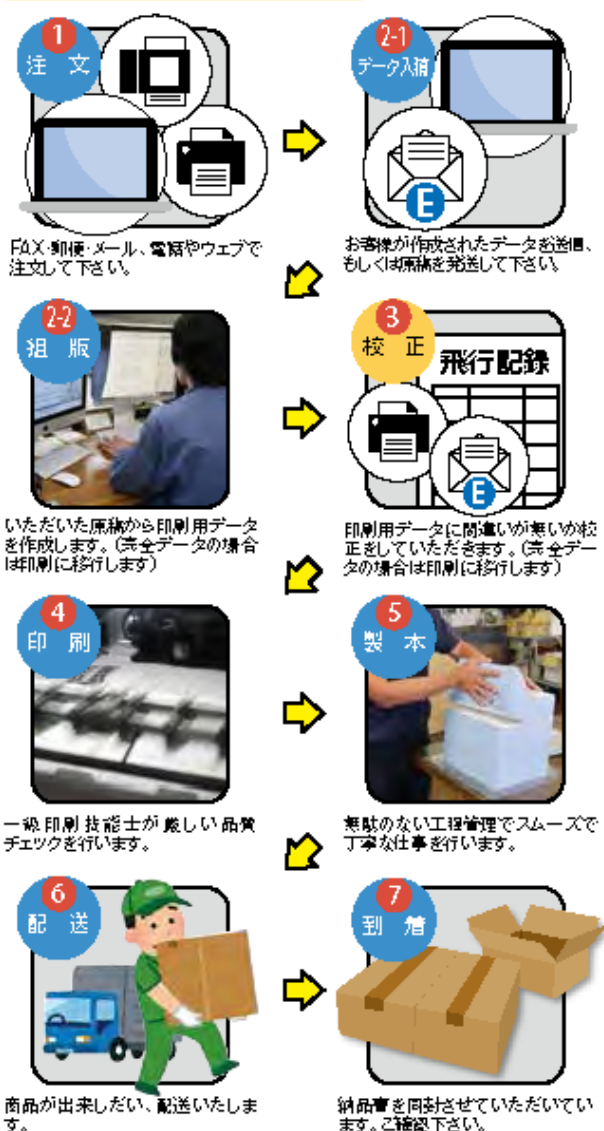 1
注文
FAX・郵便・メール、電話やウェブで
注文して下さい。
2-1
データ入稿
E
お客様が作成されたデータを送信、
もしくは原稿を発送して下さい。
2-2
組版
いただいた原稿から印刷用データ
を作成します。(完全データの場合
は印刷に移行します)
3
校正
飛行記録
E
印刷用データに間違いが無いか校
正をしていただきます。(完全デー
タの場合は印刷に移行します)
4
印刷
一級印刷技能士が厳しい品質
チェックを行います。
5
製本
無駄のない工程管理でスムーズで
丁寧な仕事を行います。
6
配送
商品が出来しだい、配送いたしま
す。
7
到着
納品書を同封させていただいてい
ます。ご確認下さい。